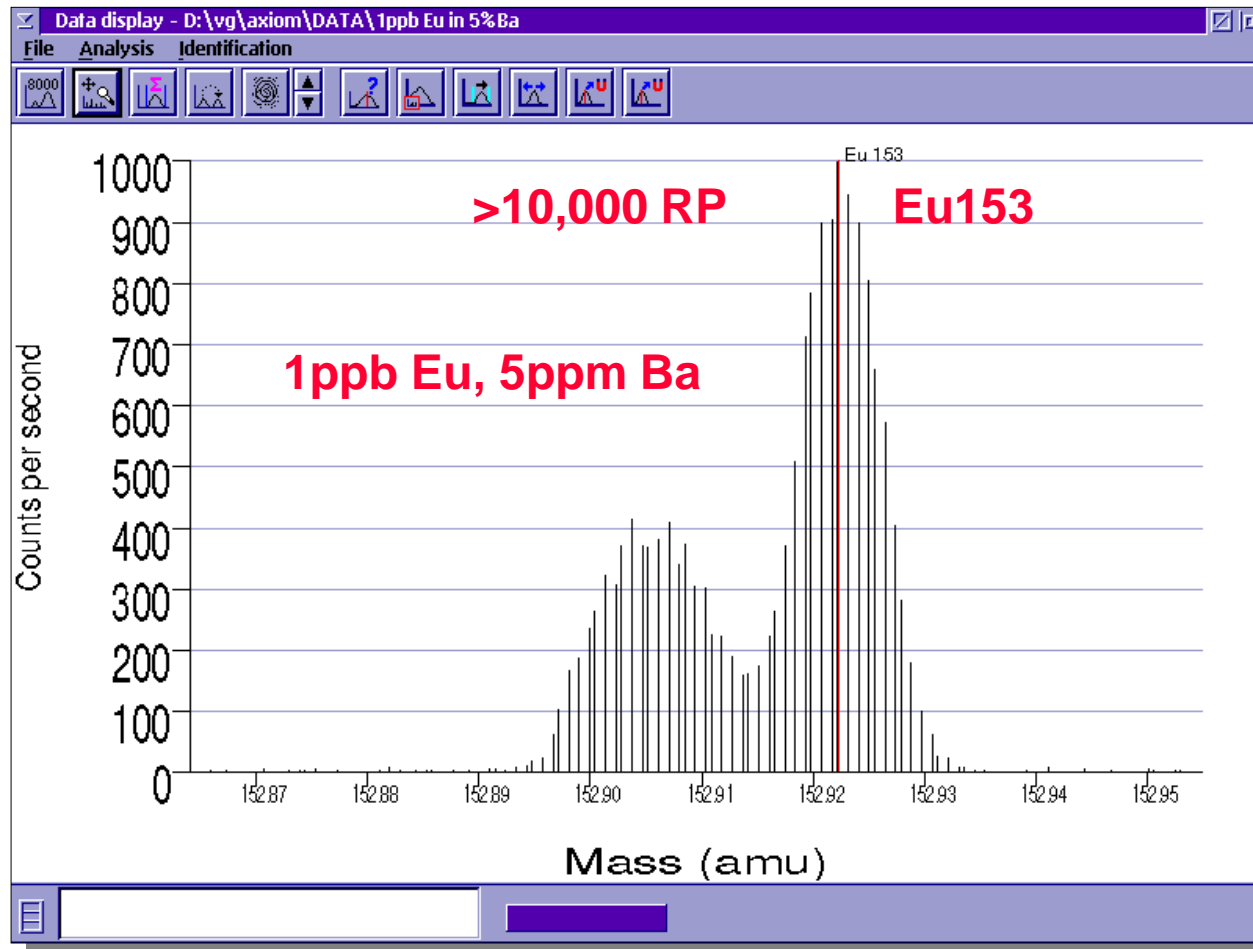 Data display - D:\vg\axiom\DATA\1ppb Eu in 5%Ba
File Analysis Identification
8000
Σ
?
U
U
Eu 153
>10,000 RP
Eu153
1ppb Eu, 5ppm Ba
Counts per second
1000
900
800
700
600
500
400
300
200
100
0
152.87 152.88 152.89 152.90 152.91 152.92 152.93 152.94 152.95
Mass (amu)